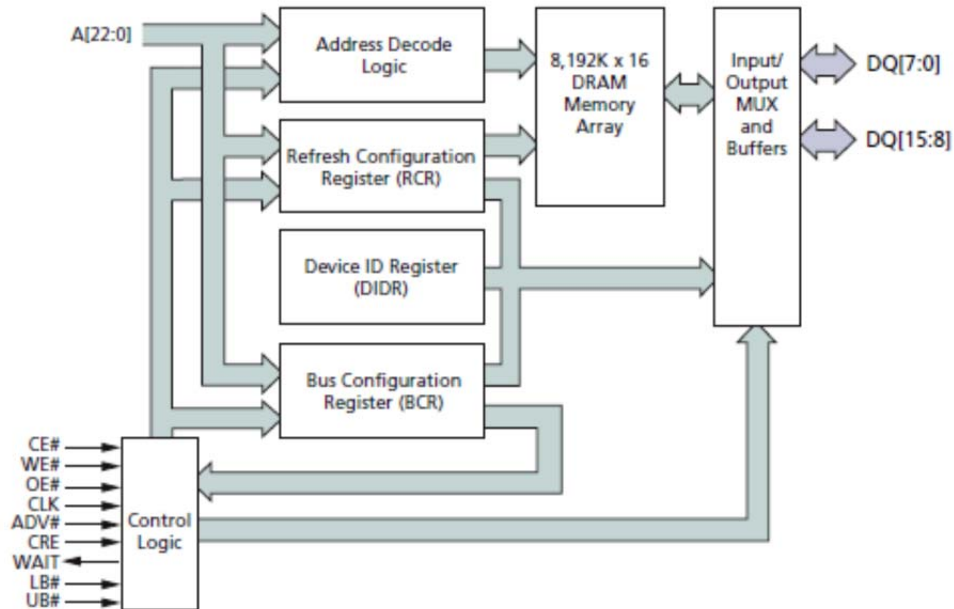 A[22:0]
Address Decode
Logic
8,192K x 16
DRAM
Memory
Array
Input/
Output
MUX
and
Buffers
DQ[7:0]
DQ[15:8]
Refresh Configuration
Register (RCR)
Device ID Register
(DIDR)
Bus Configuration
Register (BCR)
CE#
WE#
OE#
CLK
ADV#
CRE
WAIT
LB#
UB#
Control
Logic